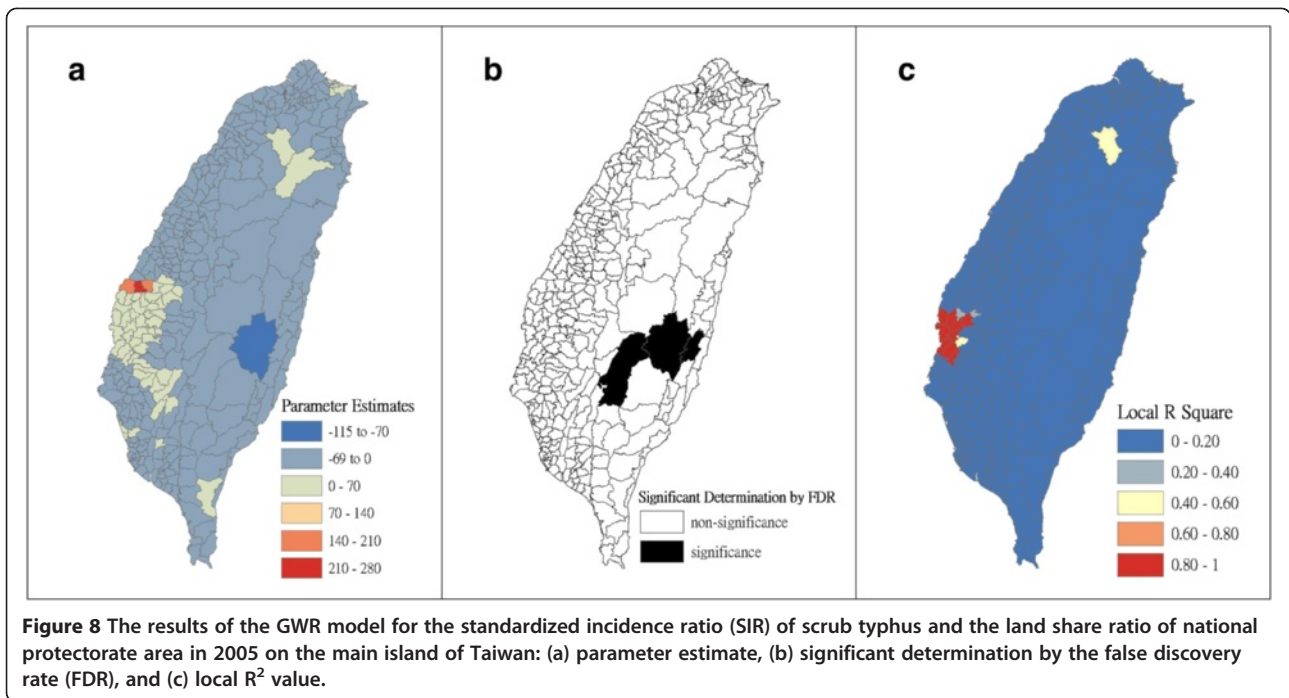 a
Parameter Estimates
-115 to -70
-69 to 0
0 - 70
70 - 140
140 - 210
210 - 280
b
Significant Determination by FDR
non-significance
significance
c
Local R Square
0 - 0.20
0.20 - 0.40
0.40 - 0.60
0.60 - 0.80
0.80 - 1
Figure 8 The results of the GWR model for the standardized incidence ratio (SIR) of scrub typhus and the land share ratio of national
protectorate area in 2005 on the main island of Taiwan: (a) parameter estimate, (b) significant determination by the false discovery
rate (FDR), and (c) local R² value.